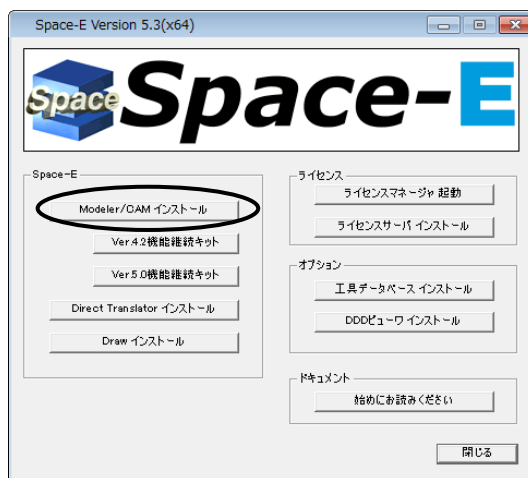 Space-E Version 5.3(x64)
Space
Space-E
Space-E
Modeler/CAM インストール
Ver.4.2機能継続キット
Ver.5.0機能継続キット
Direct Translator インストール
Draw インストール
ライセンス
ライセンスマネージャ 起動
ライセンスサーバ インストール
オプション
工具データベース インストール
DDDビューワ インストール
ドキュメント
始めにお読みください
閉じる